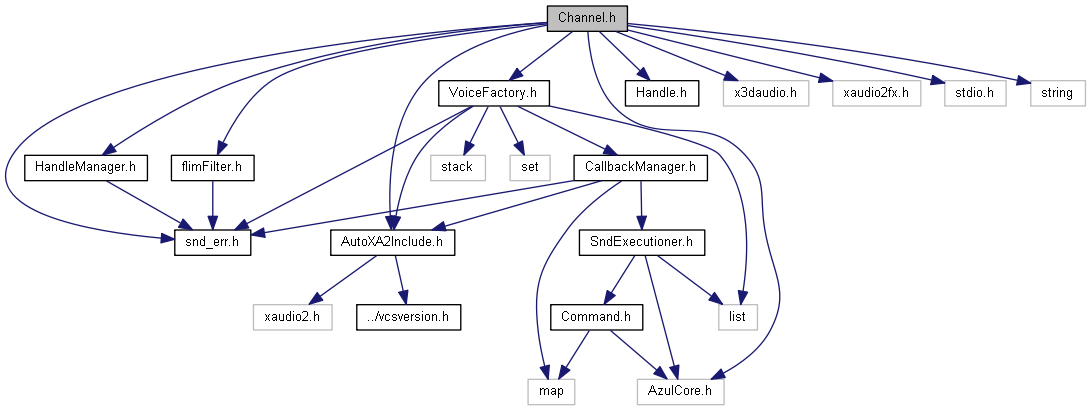 Channel.h
VoiceFactory.h
Handle.h
x3daudio.h
xaudio2fx.h
stdio.h
string
HandleManager.h
flimFilter.h
stack
set
CallbackManager.h
snd_err.h
AutoXA2Include.h
SndExecutioner.h
xaudio2.h
../vcsversion.h
Command.h
list
map
AzulCore.h